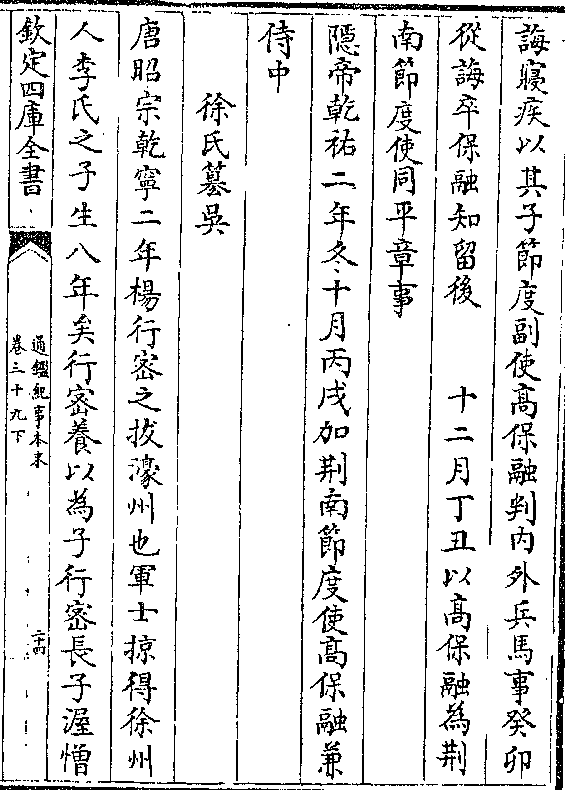 誨寢疾以其子節度副使髙保融判内外兵馬事癸卯
從誨卒保融知留後　十二月丁丑以髙保融為荆
南節度使同平章事
隱帝乾祐二年冬十月丙戌加荆南節度使髙保融兼
侍中
徐氏簒吳
唐昭宗乾寧二年楊行密之拔濠州也軍士掠得徐州
人李氏之子生八年矣行密養以為子行密長子渥憎
欽定四庫全書
通鑑紀事本末
卷三十九下
二十四